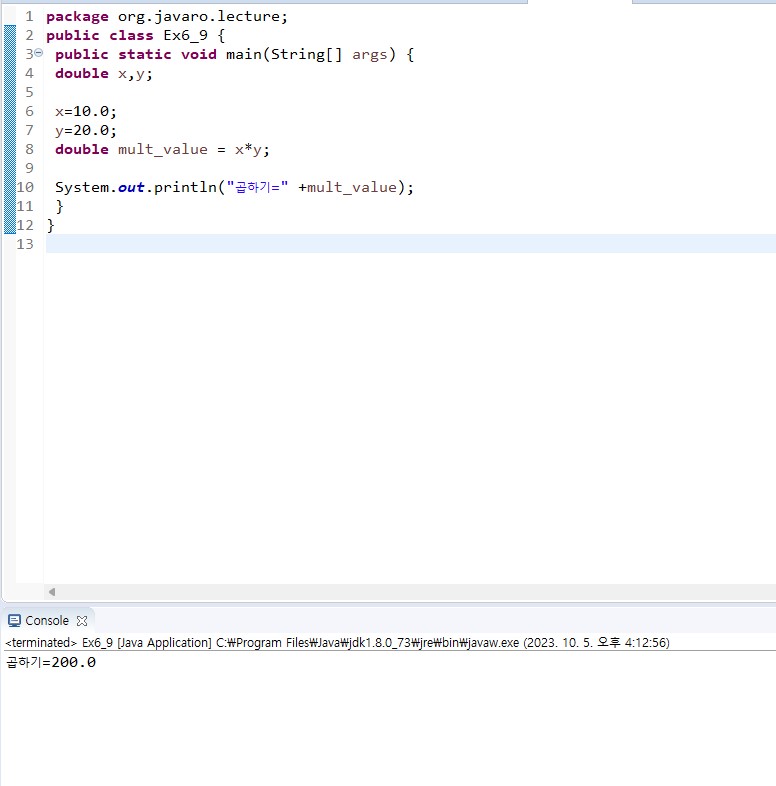 1 package org.javaro.lecture;
2 public class Ex6_9 {
3 public static void main(String[] args) {
4 double x,y;
5
6 x=10.0;
7 y=20.0;
8 double mult_value = x*y;
9
10 System.out.println("곱하기=" +mult_value);
11 }
12 }
13
Console
<terminated> Ex6_9 [Java Application] C:₩Program Files₩Java₩jdk1.8.0_73₩jre₩bin₩javaw.exe (2023. 10. 5. 오후 4:12:56)
곱하기=200.0